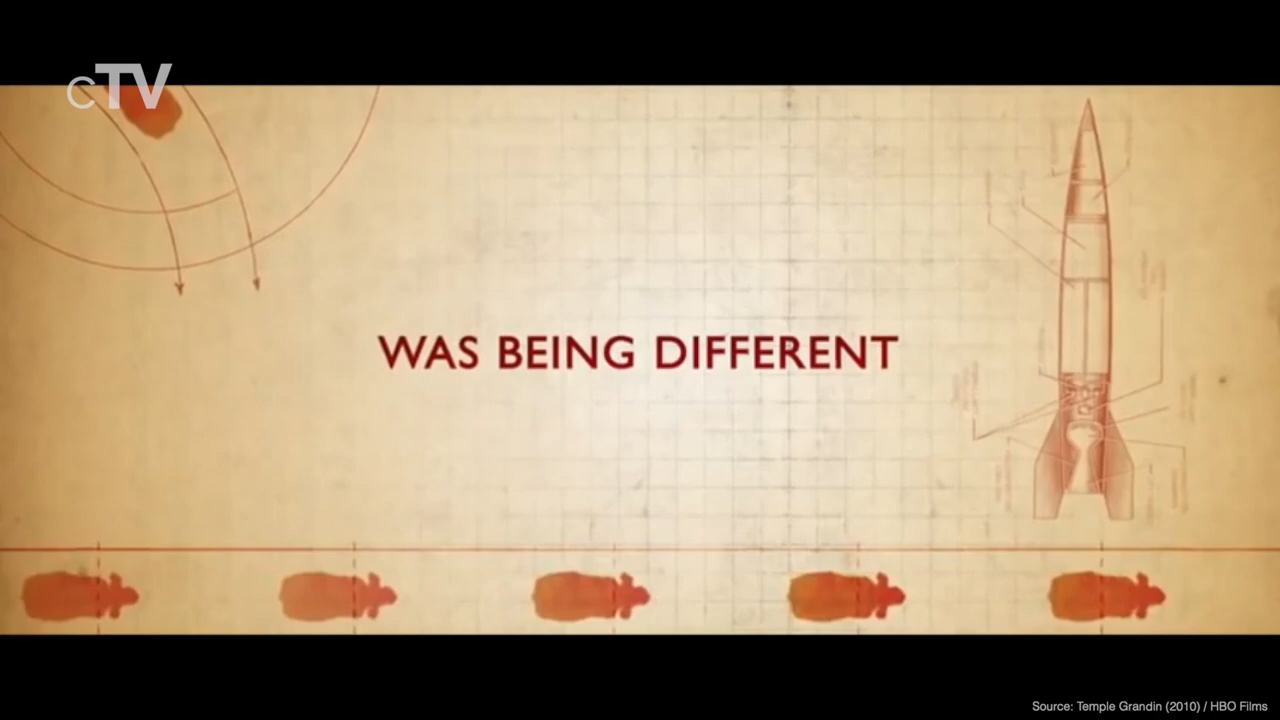 cTV
WAS BEING DIFFERENT
Source: Temple Grandin (2010) / HBO Films